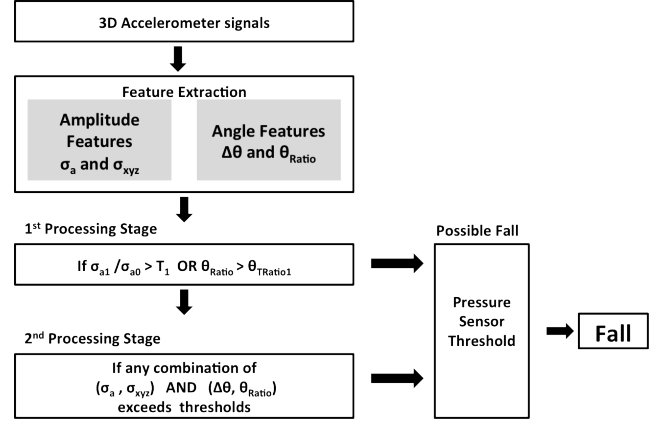 3D Accelerometer signals
Feature Extraction
Amplitude
Features
σₐ and σxyz
Angle Features
Δθ and θRatio
1st Processing Stage
If σa1 /σa0 > T1 OR θRatio > θTRatio1
2nd Processing Stage
If any combination of
(σa , σxyz) AND (Δθ, θRatio)
exceeds thresholds
Possible Fall
Pressure
Sensor
Threshold
Fall